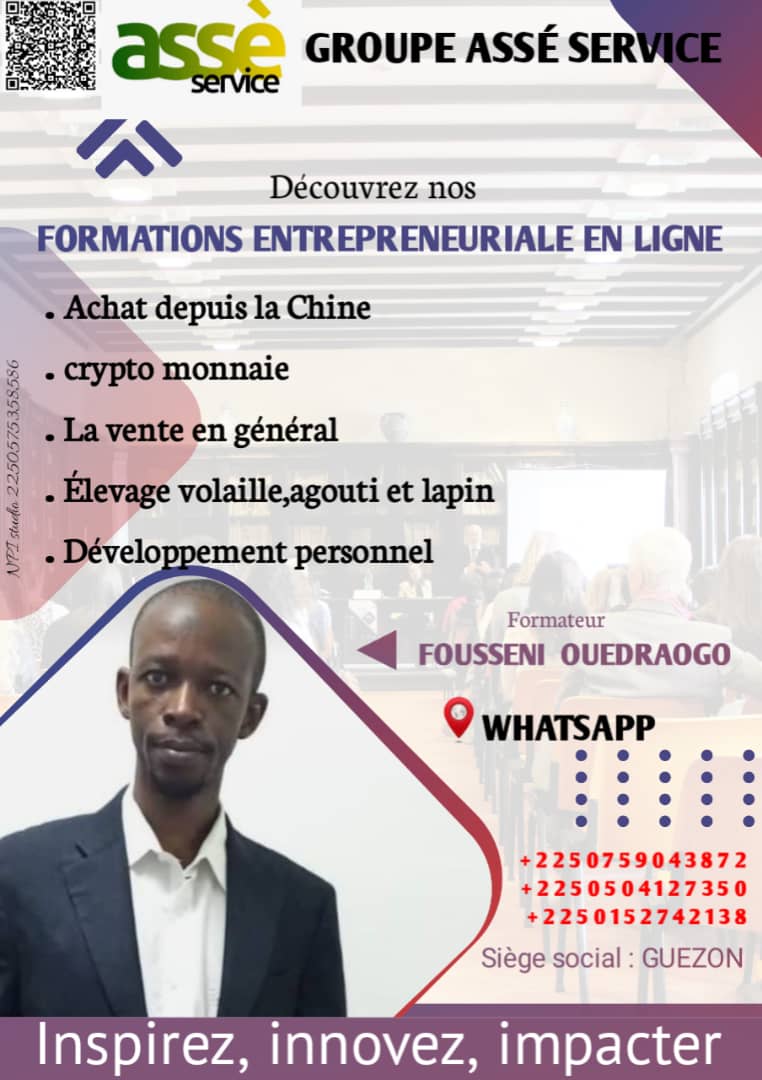 assè
service
GROUPE ASSÉ SERVICE
Découvrez nos
FORMATIONS ENTREPRENEURIALE EN LIGNE
. Achat depuis la Chine
. crypto monnaie
. La vente en général
. Élevage volaille,agouti et lapin
. Développement personnel
NPI studio 2250575358586
Formateur
FOUSSENI OUEDRAOGO
WHATSAPP
+2250759043872
+2250504127350
+2250152742138
Siège social : GUEZON
Inspirez, innovez, impacter